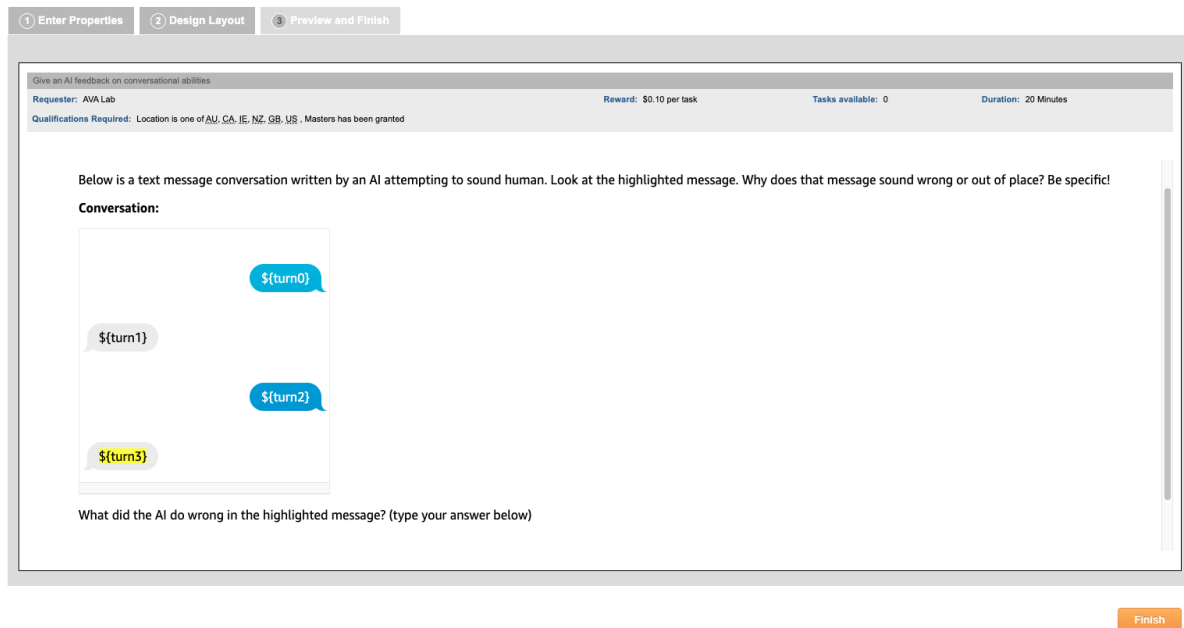 1 Enter Properties 2 Design Layout 3 Preview and Finish
Give an AI feedback on conversational abilities
Requester: AVA Lab Reward: $0.10 per task Tasks available: 0 Duration: 20 Minutes
Qualifications Required: Location is one of AU, CA, IE, NZ, GB, US , Masters has been granted
Below is a text message conversation written by an AI attempting to sound human. Look at the highlighted message. Why does that message sound wrong or out of place? Be specific!
Conversation:
${turn0}
${turn1}
${turn2}
${turn3}
What did the AI do wrong in the highlighted message? (type your answer below)
Finish